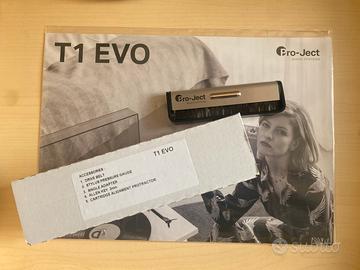 T1 EVO
Pro-Ject
AUDIO SYSTEMS
Pro-Ject
T1 EVO
ACCESSORIES:
1. DRIVE BELT
2. STYLUS PRESSURE GAUGE
3. SINGLE ADAPTER
4. ALLEN KEY 2mm
5. CARTRIDGE ALIGNMENT PROTRACTOR
subito